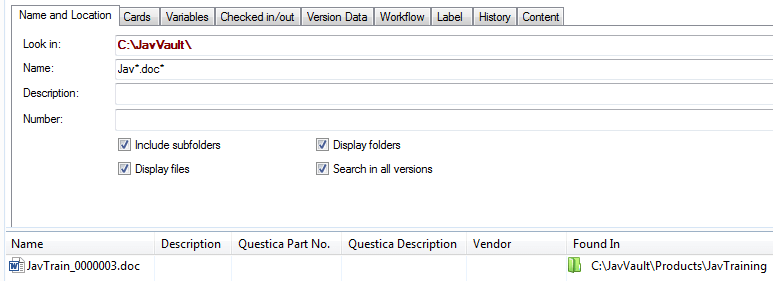 Name and Location Cards Variables Checked in/out Version Data Workflow Label History Content
Look in: C:\JavVault\
Name: Jav*.doc*
Description:
Number:
Include subfolders Display folders
Display files Search in all versions
Name Description Questica Part No. Questica Description Vendor Found In
JavTrain_0000003.doc C:\JavVault\Products\JavTraining